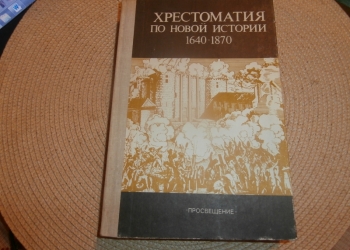 ХРЕСТОМАТИЯ
ПО НОВОЙ ИСТОРИИ
1640-1870
ПРОСВЕЩЕНИЕ